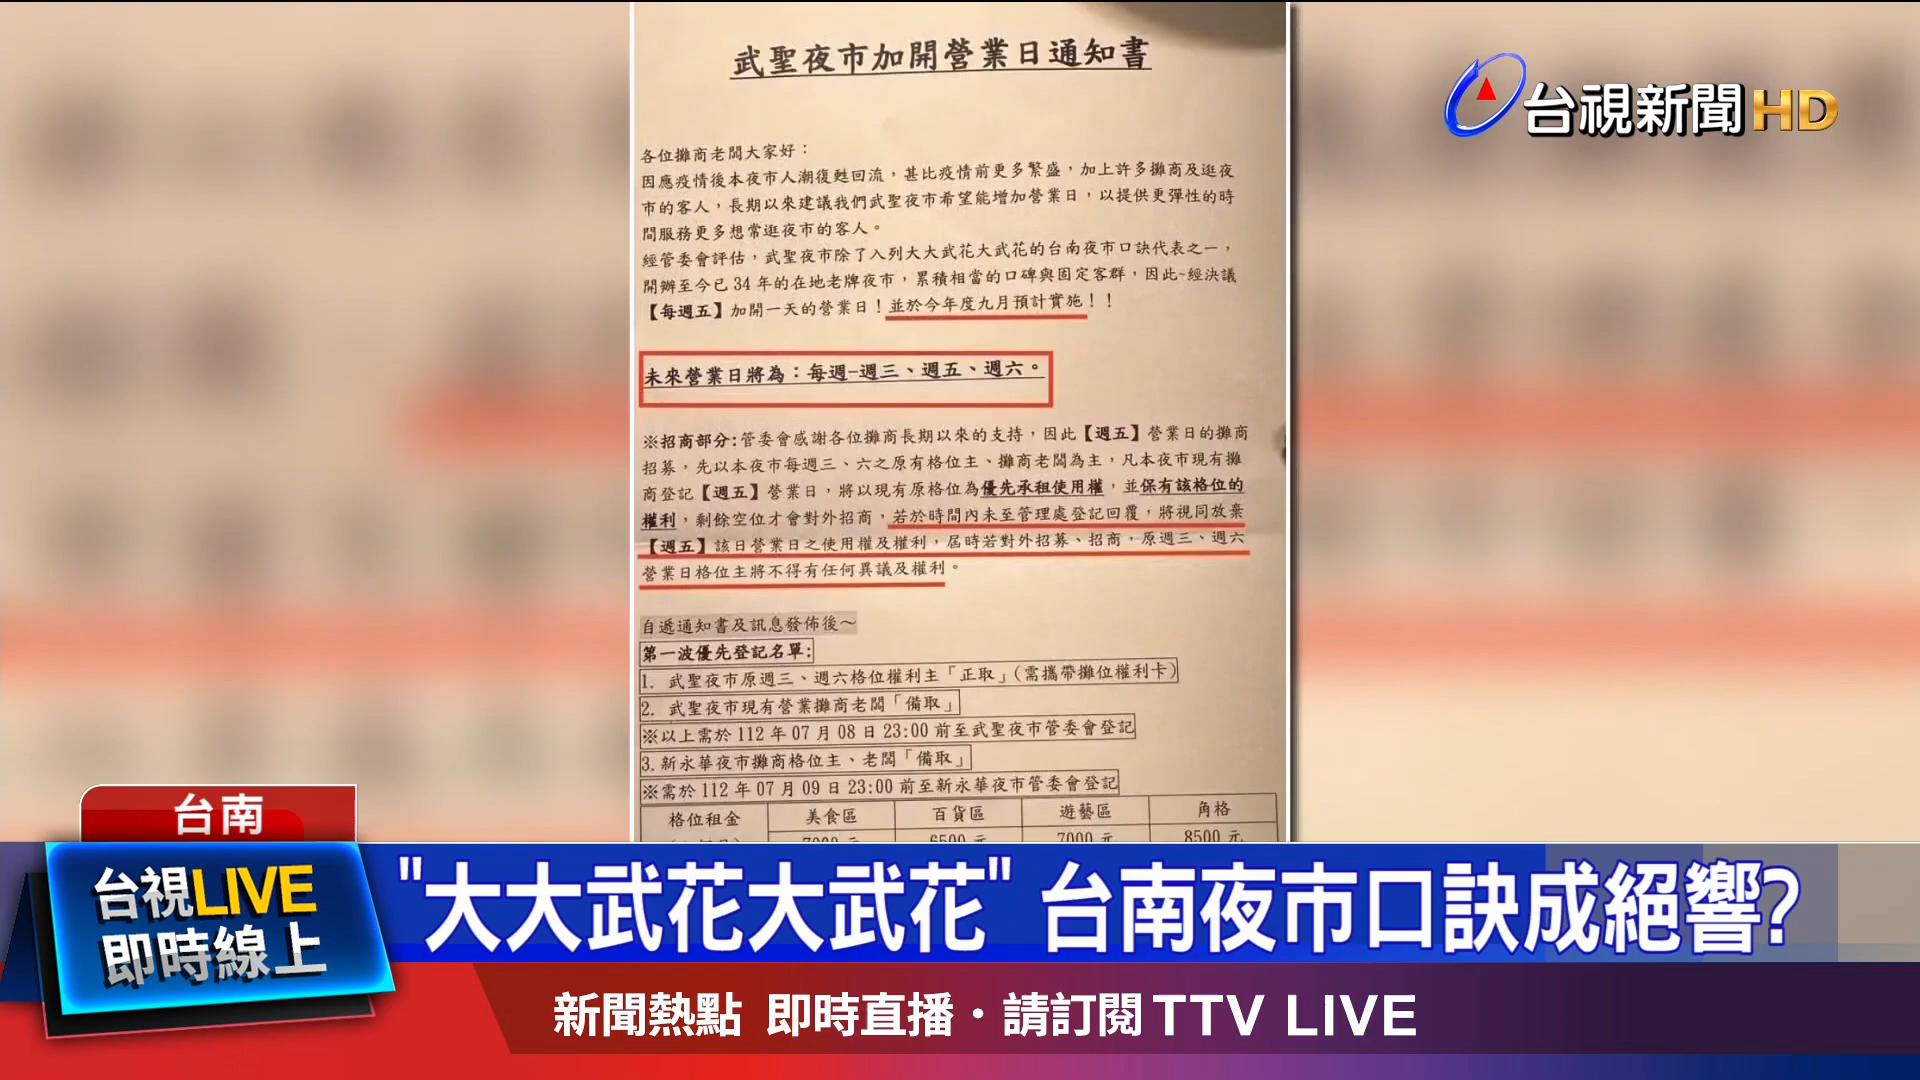 武聖夜市加開營業日通知書
台視新聞HD
各位攤商老闆大家好：
因應疫情後本夜市人潮復甦回流，甚比疫情前更多繁盛，加上許多攤商及逛夜
市的客人，長期以來建議我們武聖夜市希望能增加營業日，以提供更彈性的時
間服務更多想常逛夜市的客人。
經管委會評估，武聖夜市除了入列大大武花大武花的台南夜市口訣代表之一，
開辦至今已34年的在地老牌夜市，累積相當的口碑與固定客群，因此~經決議
【每週五】加開一天的營業日！並於今年度九月預計實施！！
未來營業日將為：每週-週三、週五、週六。
※招商部分:管委會感謝各位攤商長期以來的支持，因此【週五】營業日的攤商
招募，先以本夜市每週三、六之原有格位主、攤商老闆為主，凡本夜市現有攤
商登記【週五】營業日，將以現有原格位為優先承租使用權，並保有該格位的
權利，剩餘空位才會對外招商，若於時間內未至管理處登記回覆，將視同放棄
【週五】該日營業日之使用權及權利，屆時若對外招募、招商，原週三、週六
營業日格位主將不得有任何異議及權利。
自遞通知書及訊息發佈後～
第一波優先登記名單:
1. 武聖夜市原週三、週六格位權利主「正取」(需攜帶攤位權利卡)
2. 武聖夜市現有營業攤商老闆「備取」
※以上需於112年07月08日23:00前至武聖夜市管委會登記
3.新永華夜市攤商格位主、老闆「備取」
※需於112年07月09日23:00前至新永華夜市管委會登記
格位租金 美食區 百貨區 遊藝區 角格
7000元 6500元 7000元 8500元
台南
台視LIVE
即時線上
"大大武花大武花" 台南夜市口訣成絕響?
新聞熱點 即時直播・請訂閱TTV LIVE